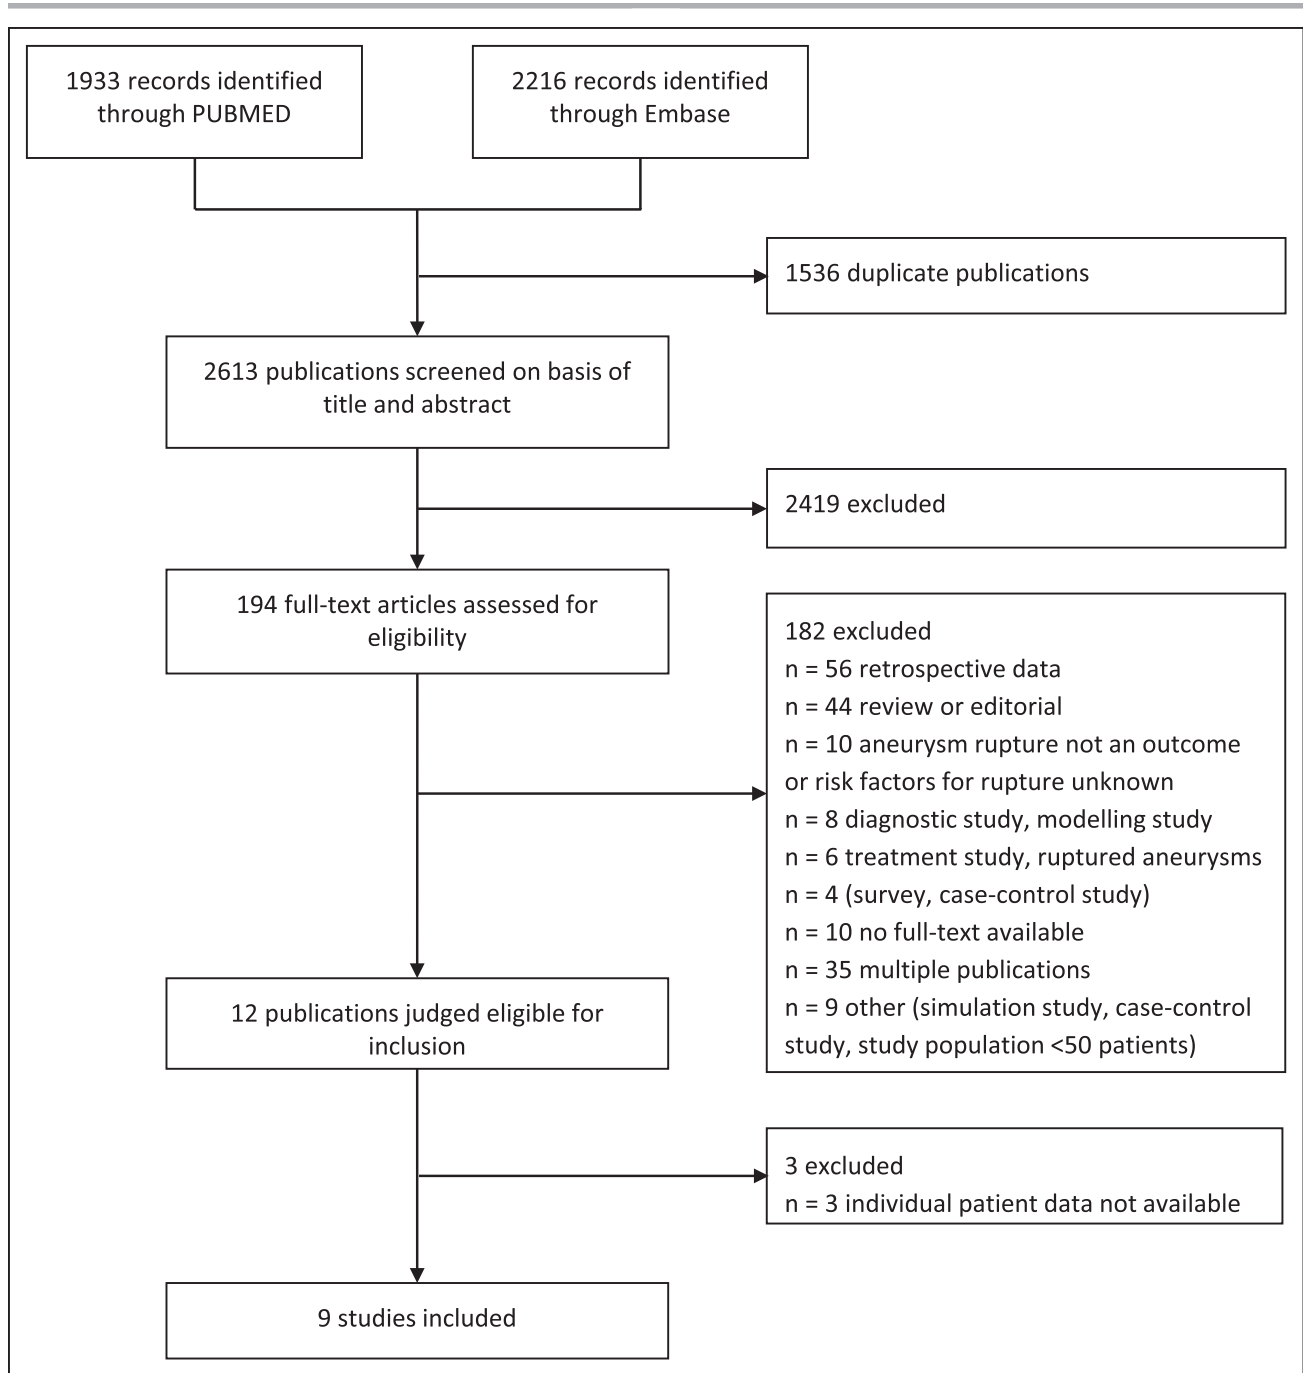 1933 records identified
through PUBMED
2216 records identified
through Embase
1536 duplicate publications
2613 publications screened on basis of
title and abstract
2419 excluded
194 full-text articles assessed for
eligibility
182 excluded
n = 56 retrospective data
n = 44 review or editorial
n = 10 aneurysm rupture not an outcome
or risk factors for rupture unknown
n = 8 diagnostic study, modelling study
n = 6 treatment study, ruptured aneurysms
n = 4 (survey, case-control study)
n = 10 no full-text available
n = 35 multiple publications
n = 9 other (simulation study, case-control
study, study population <50 patients)
12 publications judged eligible for
inclusion
3 excluded
n = 3 individual patient data not available
9 studies included